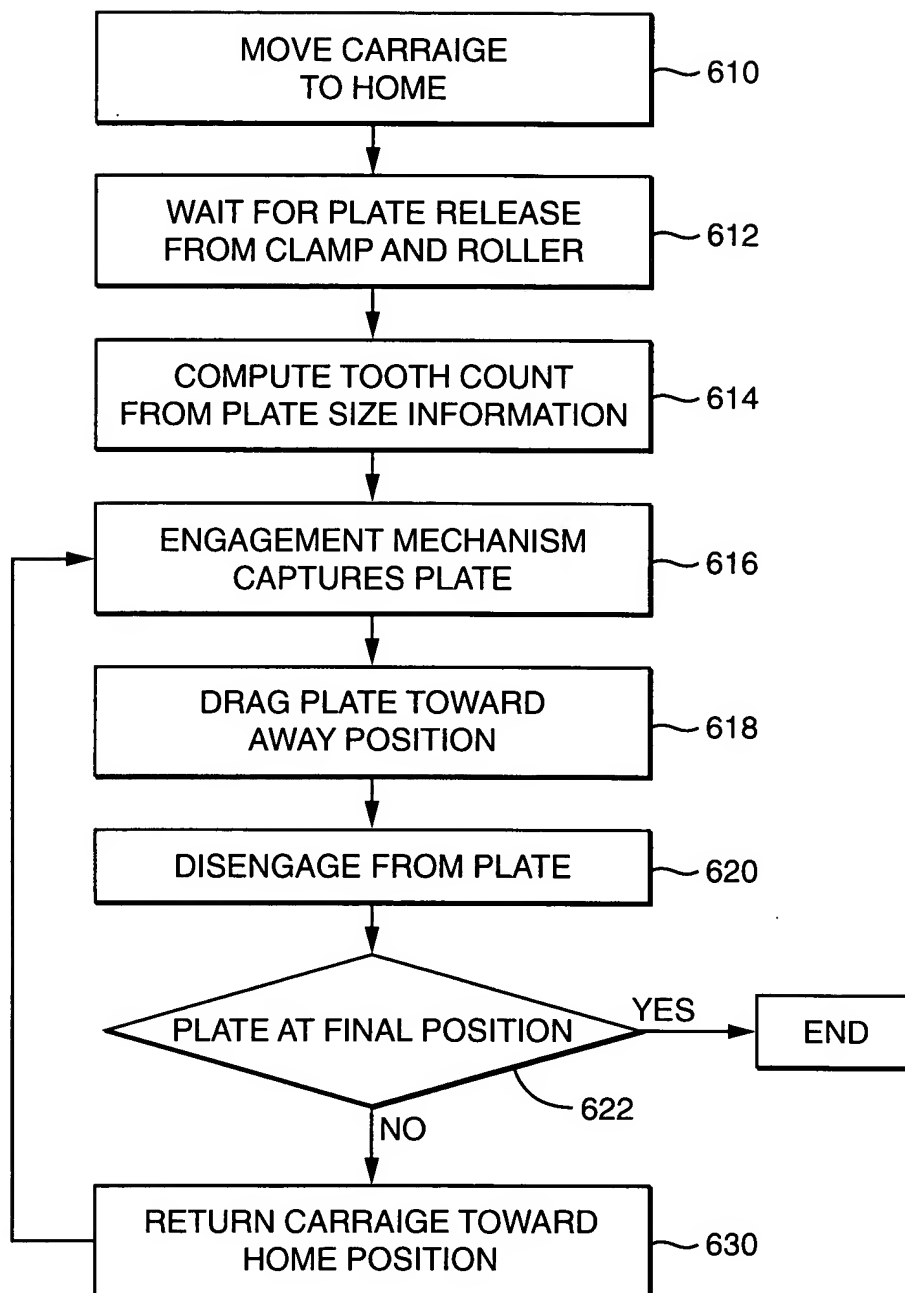 MOVE CARRAIGE
TO HOME
610
WAIT FOR PLATE RELEASE
FROM CLAMP AND ROLLER
612
COMPUTE TOOTH COUNT
FROM PLATE SIZE INFORMATION
614
ENGAGEMENT MECHANISM
CAPTURES PLATE
616
DRAG PLATE TOWARD
AWAY POSITION
618
DISENGAGE FROM PLATE
620
PLATE AT FINAL POSITION
YES
END
622
NO
RETURN CARRAIGE TOWARD
HOME POSITION
630